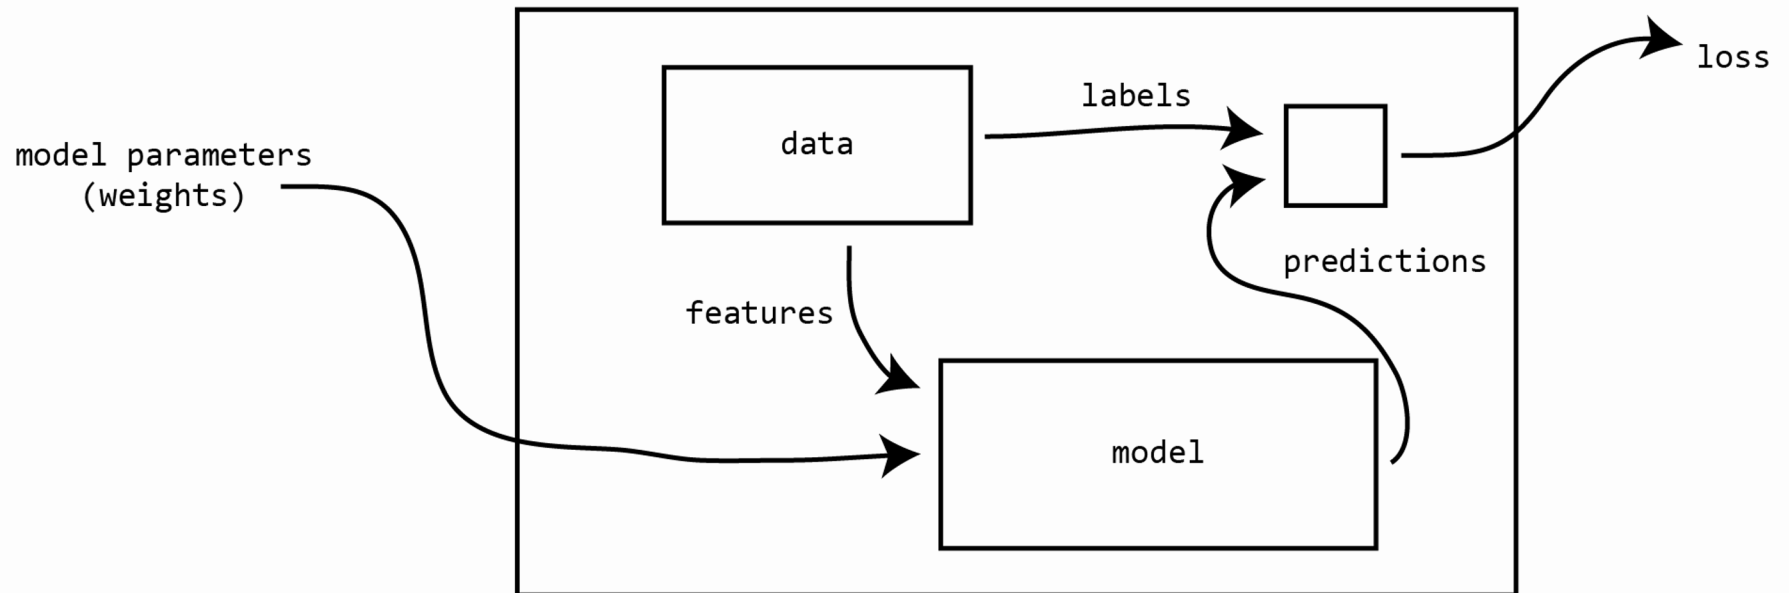 model parameters
(weights)
data
labels
loss
features
predictions
model